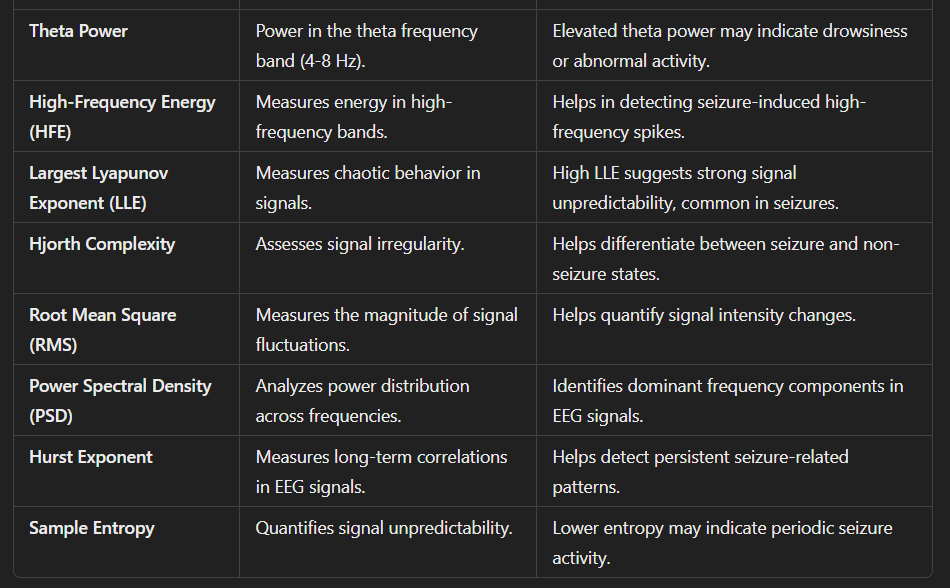 Theta Power
Power in the theta frequency
band (4-8 Hz).
Elevated theta power may indicate drowsiness
or abnormal activity.
High-Frequency Energy
(HFE)
Measures energy in high-
frequency bands.
Helps in detecting seizure-induced high-
frequency spikes.
Largest Lyapunov
Exponent (LLE)
Measures chaotic behavior in
signals.
High LLE suggests strong signal
unpredictability, common in seizures.
Hjorth Complexity
Assesses signal irregularity.
Helps differentiate between seizure and non-
seizure states.
Root Mean Square
(RMS)
Measures the magnitude of signal
fluctuations.
Helps quantify signal intensity changes.
Power Spectral Density
(PSD)
Analyzes power distribution
across frequencies.
Identifies dominant frequency components in
EEG signals.
Hurst Exponent
Measures long-term correlations
in EEG signals.
Helps detect persistent seizure-related
patterns.
Sample Entropy
Quantifies signal unpredictability.
Lower entropy may indicate periodic seizure
activity.